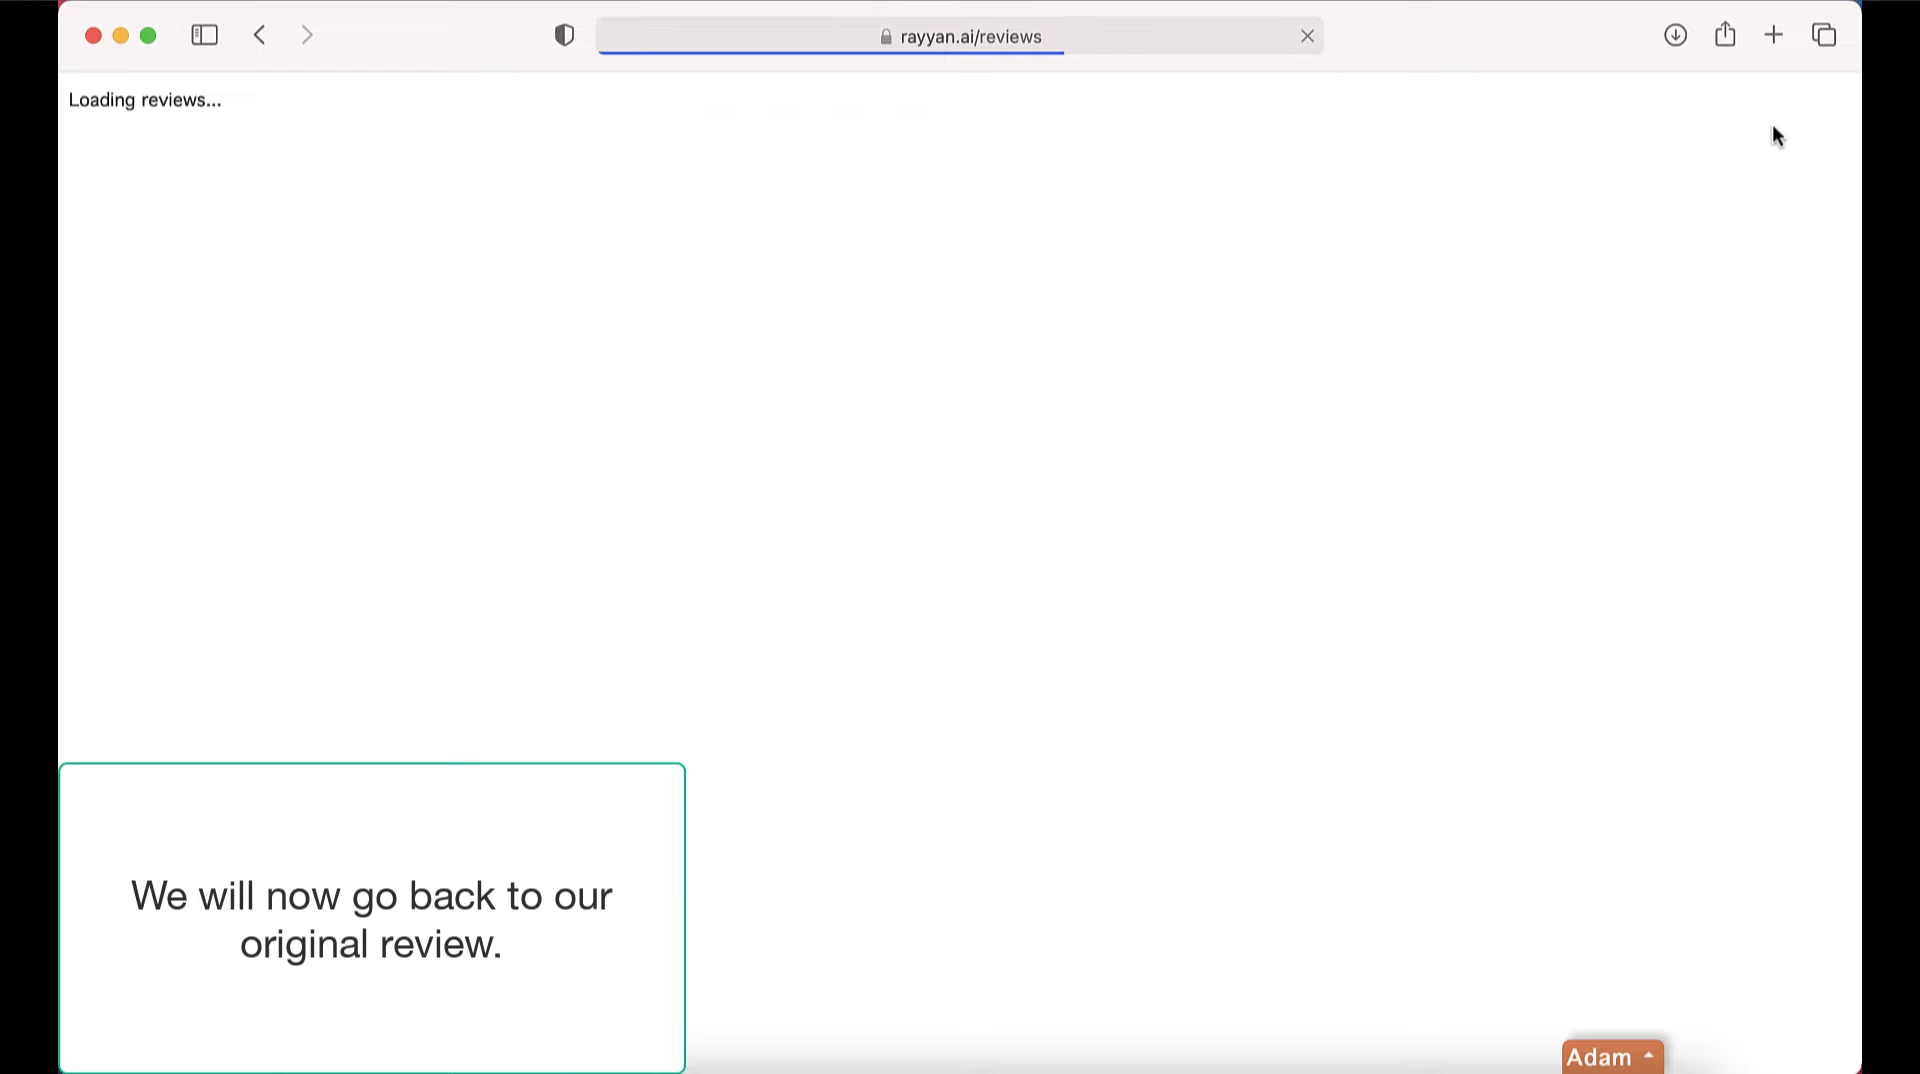 rayyan.ai/reviews
Loading reviews...
We will now go back to our
original review.
Adam